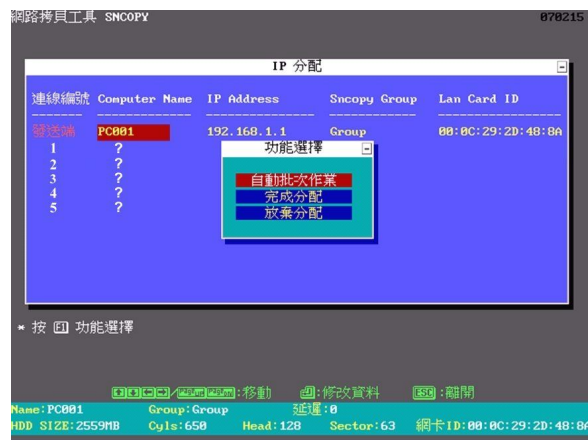 網路拷貝工具 SNCOPY 070215
IP 分配
連線編號 Computer Name IP Address Sncopy Group Lan Card ID
發送端 PC001 192.168.1.1 Group 00:0C:29:2D:48:8A
功能選擇
1 ?
2 ?
自動批次作業
3 ?
完成分配
4 ?
放棄分配
5 ?
* 按 F1 功能選擇
:移動 :修改資料 ESC :離開
Name:PC001 Group:Group 延遲:0
HDD SIZE:2559MB Cyls:650 Head:128 Sector:63 網卡ID:00:0C:29:2D:48:8